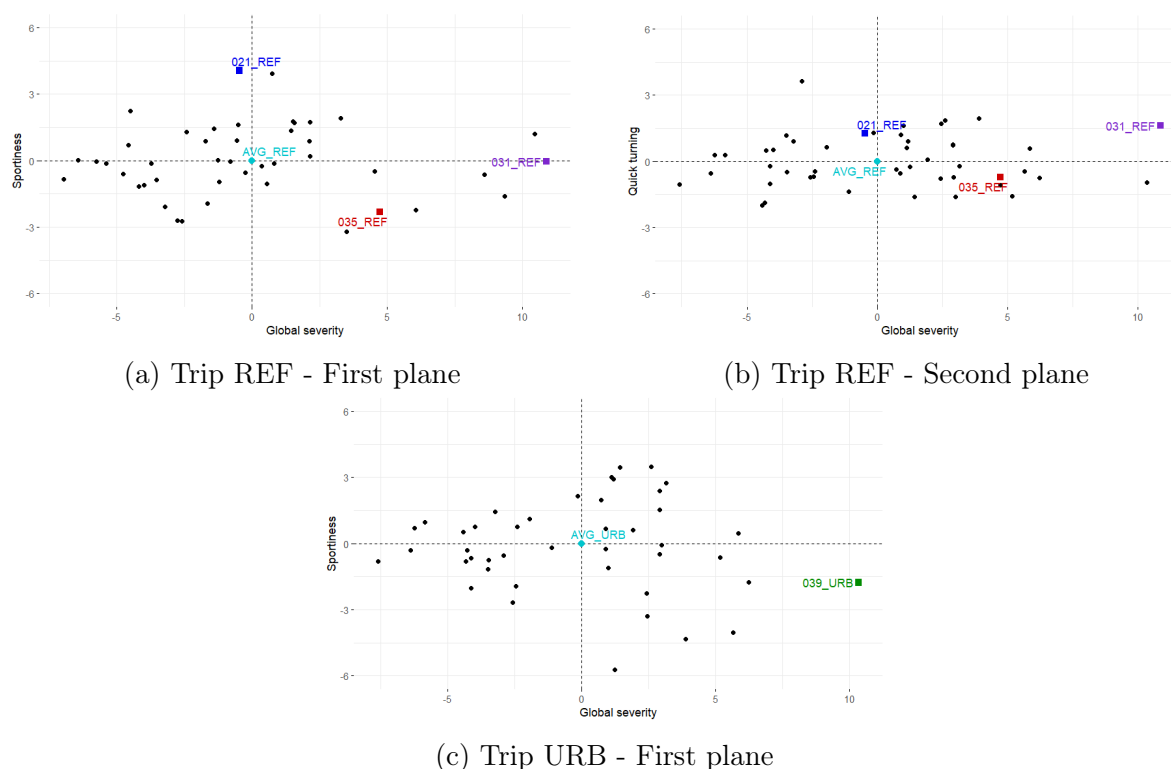 6
3
0
-3
-6
Sportiness
021_REF
AVG_REF
031_REF
035_REF
-5
0
5
10
Global severity
(a) Trip REF - First plane
6
3
0
-3
-6
Quick turning
021_REF
AVG_REF
031_REF
035_REF
-5
0
5
10
Global severity
(b) Trip REF - Second plane
6
3
0
-3
-6
Sportiness
AVG_URB
039_URB
-5
0
5
10
Global severity
(c) Trip URB - First plane